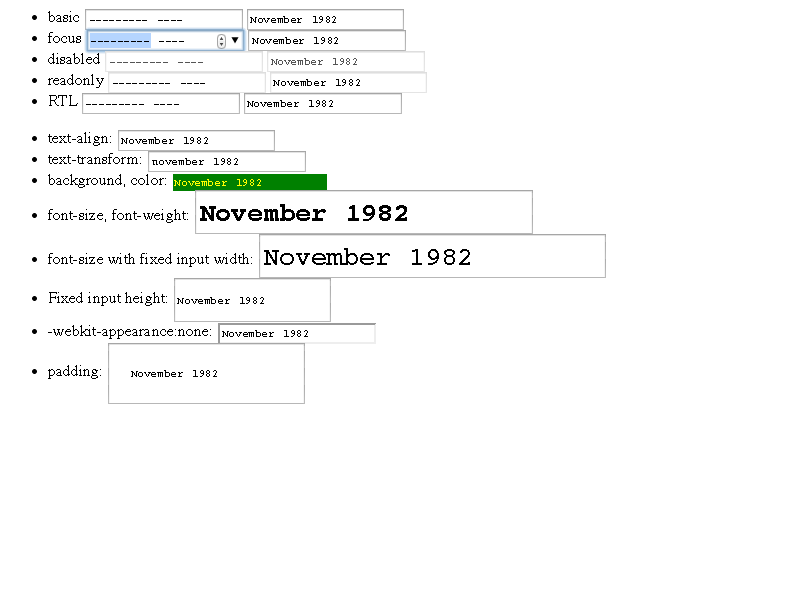 basic --------- ---- November 1982
focus --------- ---- November 1982
disabled --------- ---- November 1982
readonly --------- ---- November 1982
RTL --------- ---- November 1982
text-align: November 1982
text-transform: november 1982
background, color: November 1982
font-size, font-weight: November 1982
font-size with fixed input width: November 1982
Fixed input height: November 1982
-webkit-appearance:none: November 1982
padding: November 1982